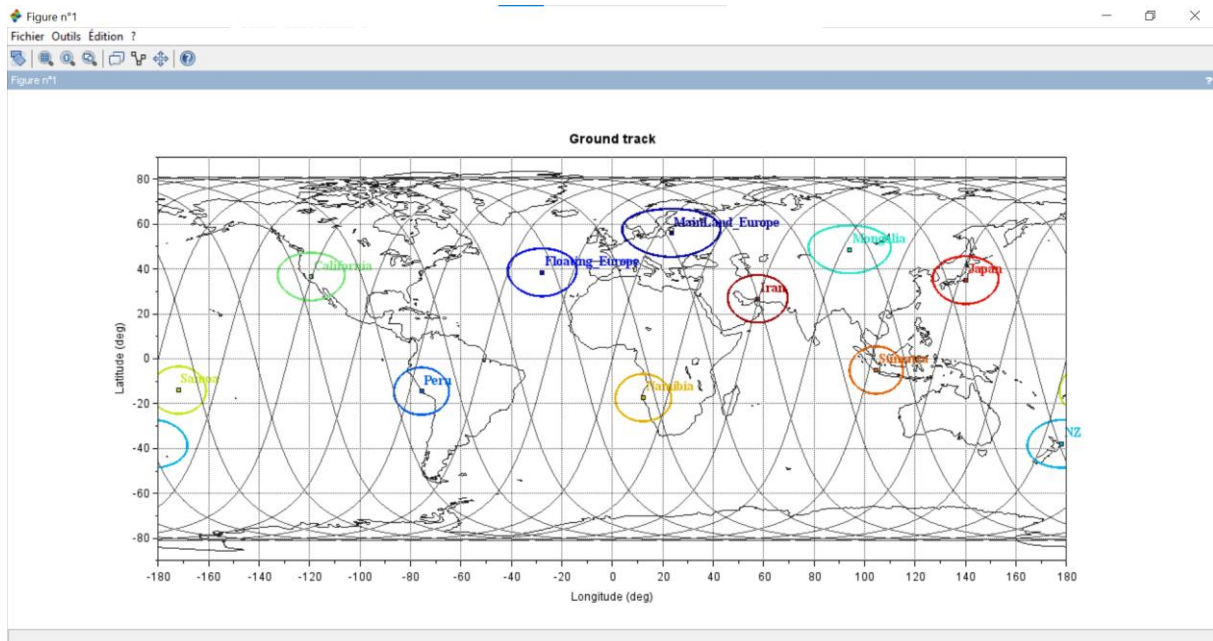 Figure n°1
Fichier Outils Édition ?
Figure n°1
?
Ground track
Latitude (deg)
80
60
40
20
0
-20
-40
-60
-80
MainLand_Europe
Mongolia
California
Floating_Europe
Japan
Iran
Samoa
Peru
Namibia
Sumatra
NZ
-180 -160 -140 -120 -100 -80 -60 -40 -20 0 20 40 60 80 100 120 140 160 180
Longitude (deg)